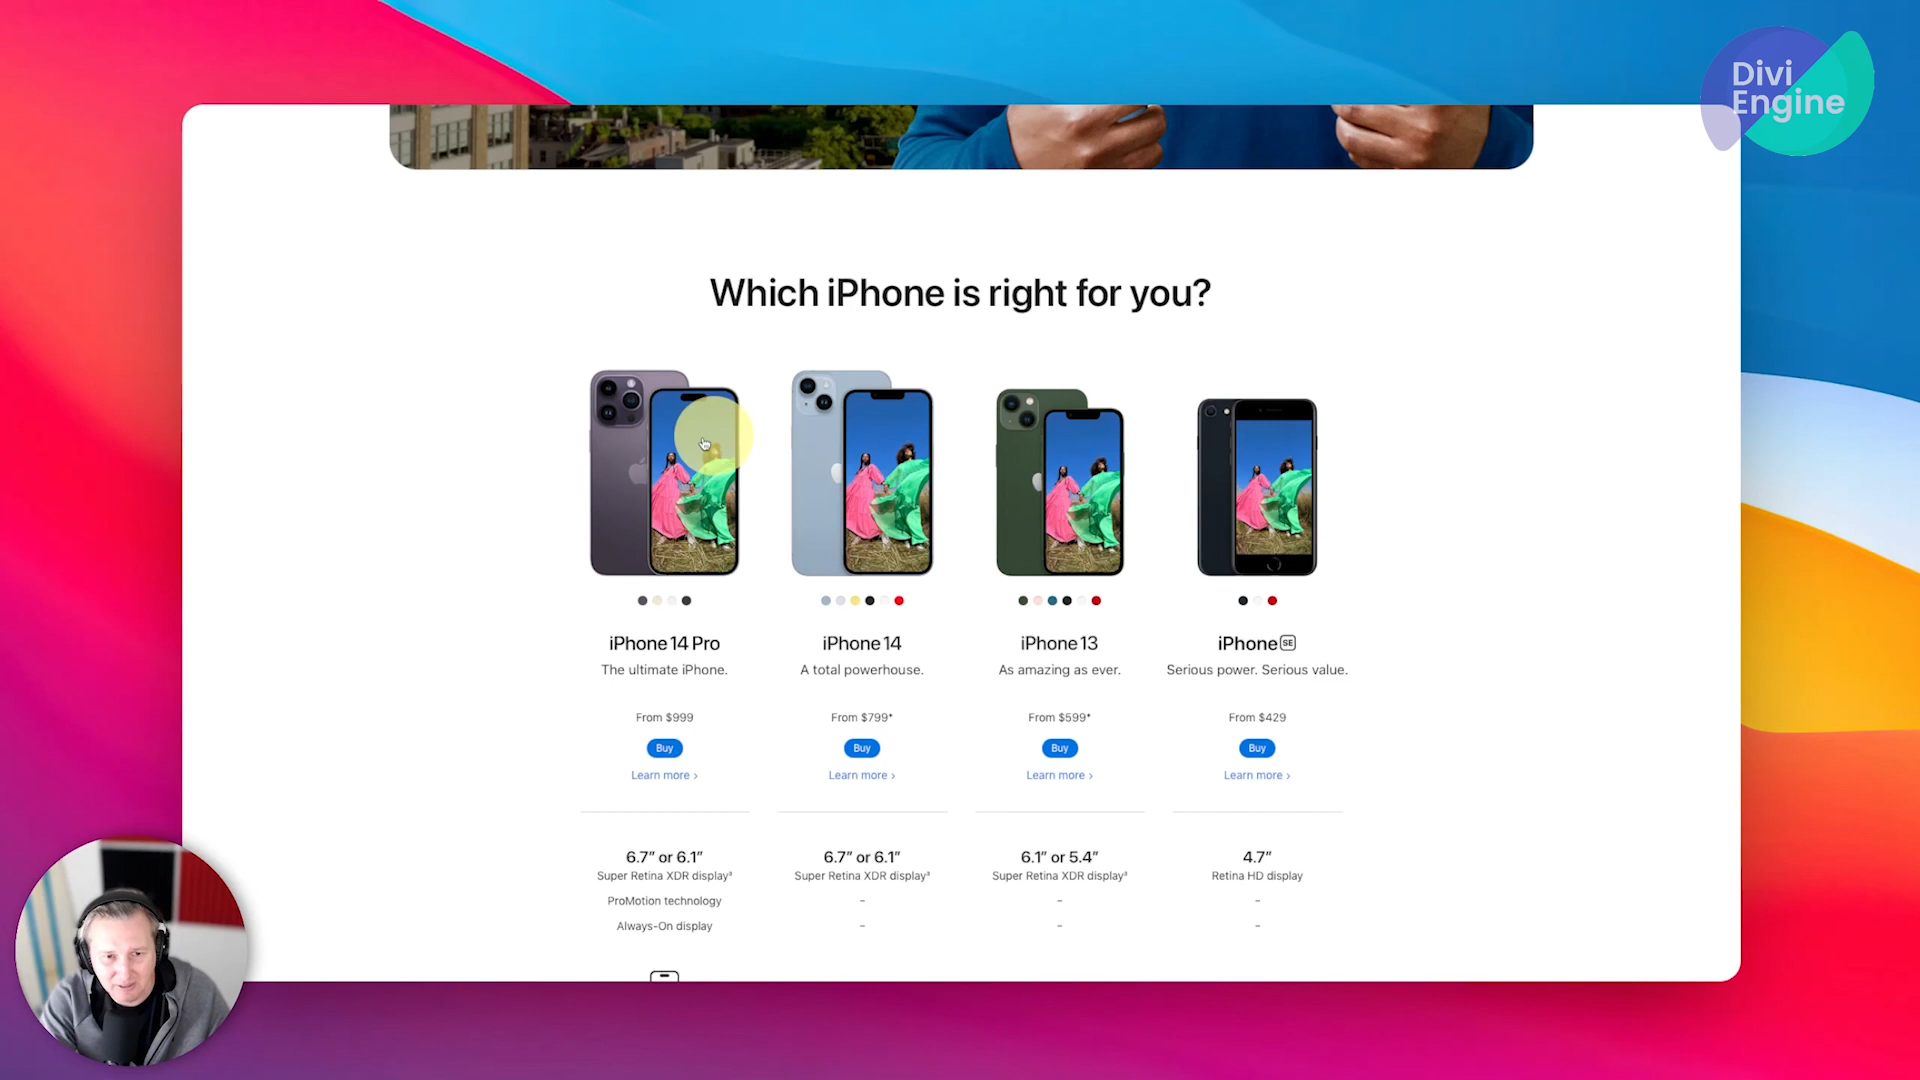 Divi
Engine
Which iPhone is right for you?
iPhone 14 Pro
The ultimate iPhone.
From $999
Buy
Learn more >
iPhone 14
A total powerhouse.
From $799*
Buy
Learn more >
iPhone 13
As amazing as ever.
From $599*
Buy
Learn more >
iPhone SE
Serious power. Serious value.
From $429
Buy
Learn more >
6.7” or 6.1”
Super Retina XDR display³
ProMotion technology
Always-On display
6.7” or 6.1”
Super Retina XDR display³
–
–
6.1” or 5.4”
Super Retina XDR display³
–
–
4.7”
Retina HD display
–
–